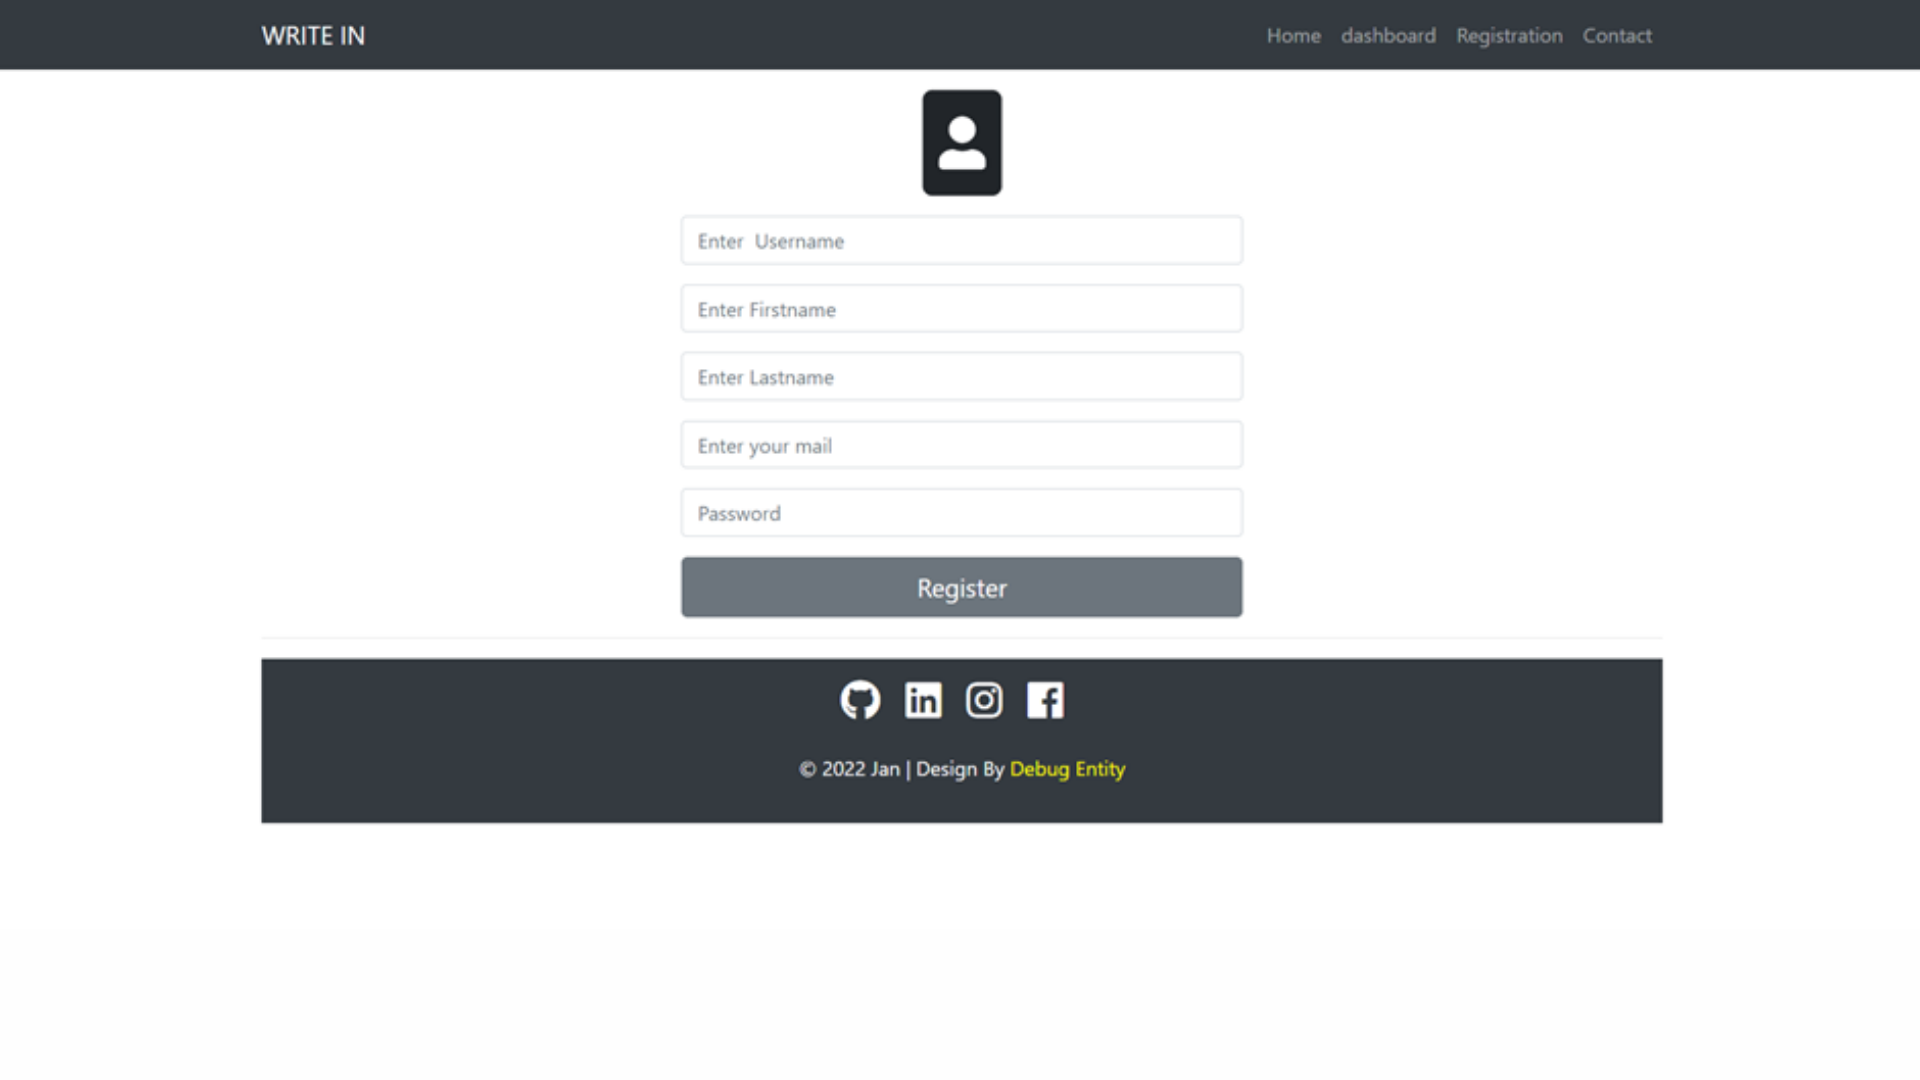 WRITE IN
Home dashboard Registration Contact
Enter  Username
Enter Firstname
Enter Lastname
Enter your mail
Password
Register
© 2022 Jan | Design By Debug Entity